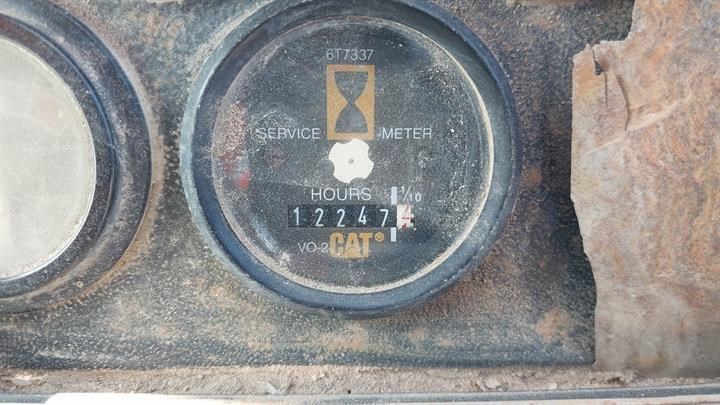 6T7337
SERVICE METER
HOURS 1/10
12247
VO-2 CAT®